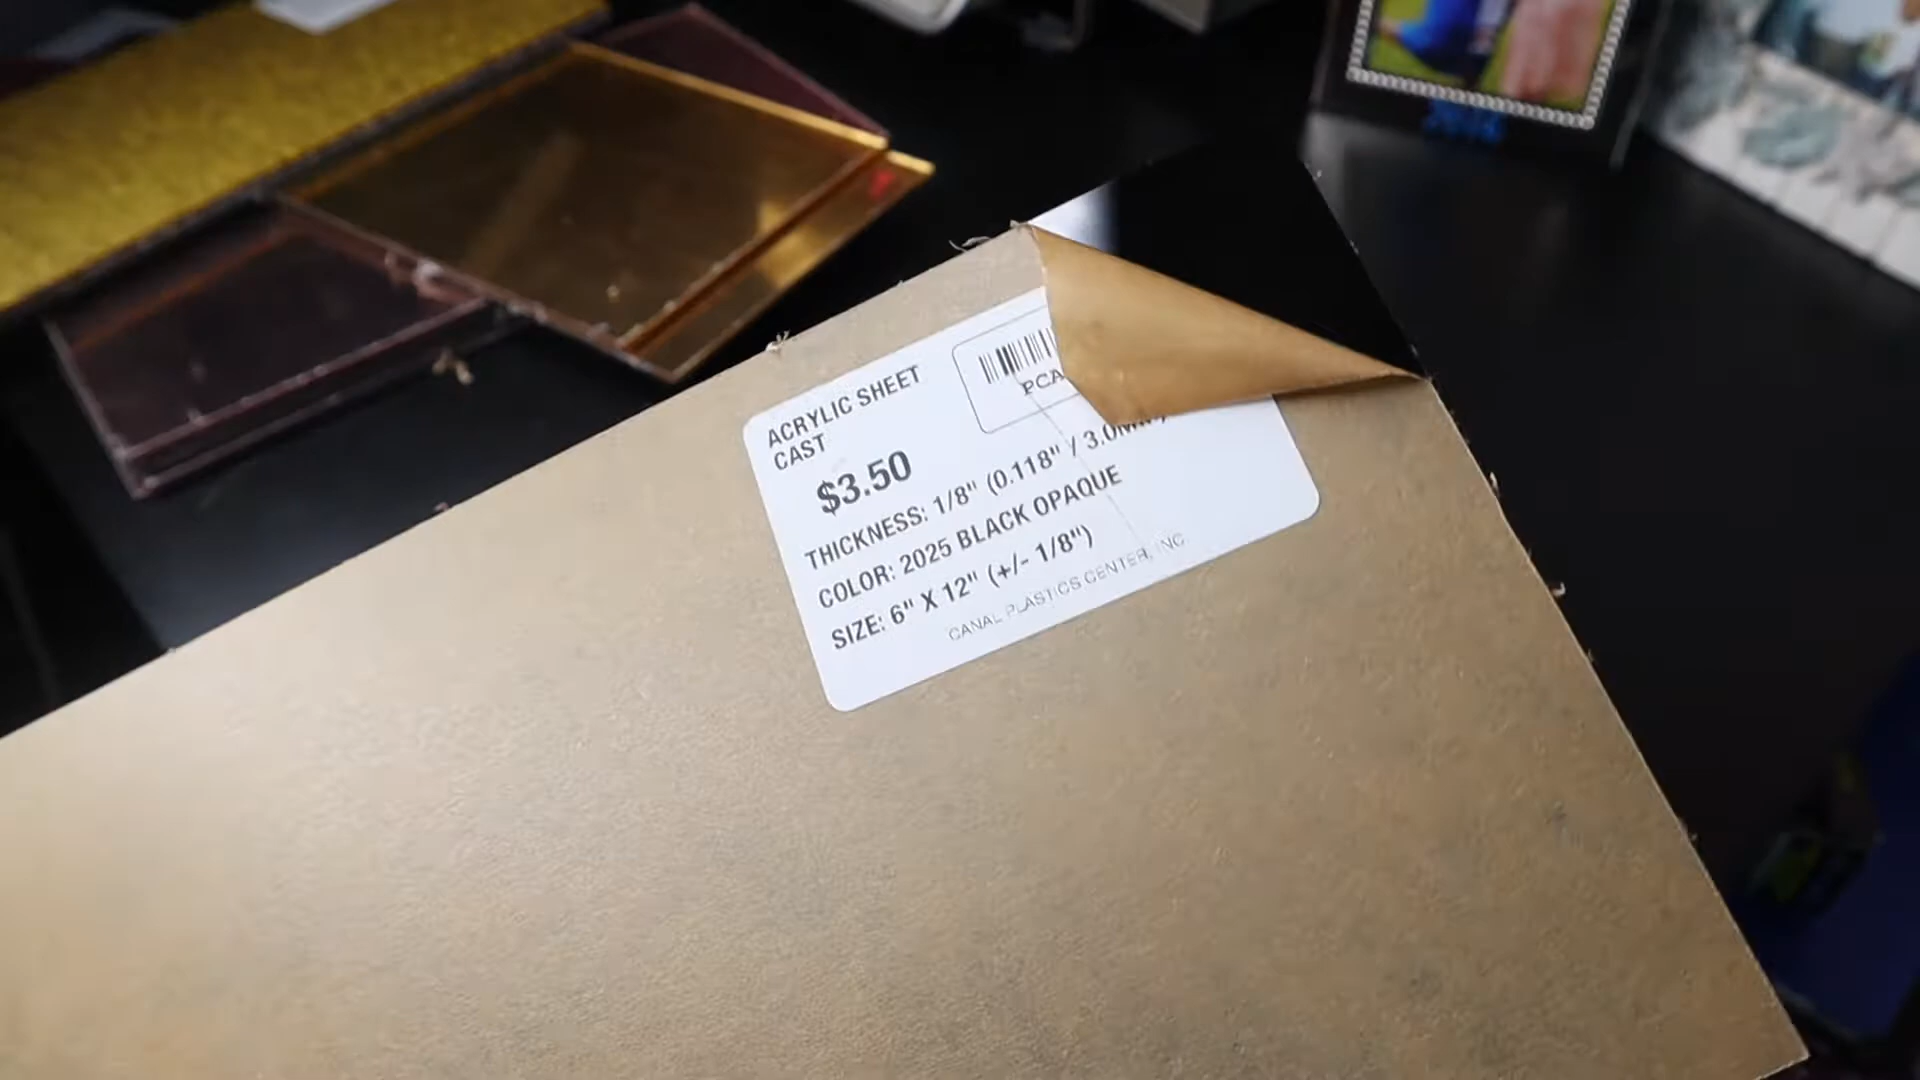 ACRYLIC SHEET
CAST
PCA
$3.50
THICKNESS: 1/8" (0.118" / 3.0MM)
COLOR: 2025 BLACK OPAQUE
SIZE: 6" X 12" (+/- 1/8")
CANAL PLASTICS CENTER, INC